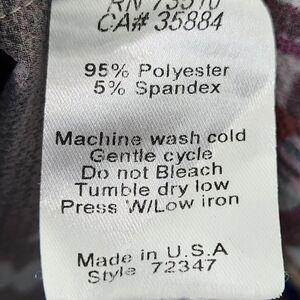 CA# 35884
95% Polyester
5% Spandex
Machine wash cold
Gentle cycle
Do not Bleach
Tumble dry low
Press W/Low iron
Made in U.S.A
Style 72347